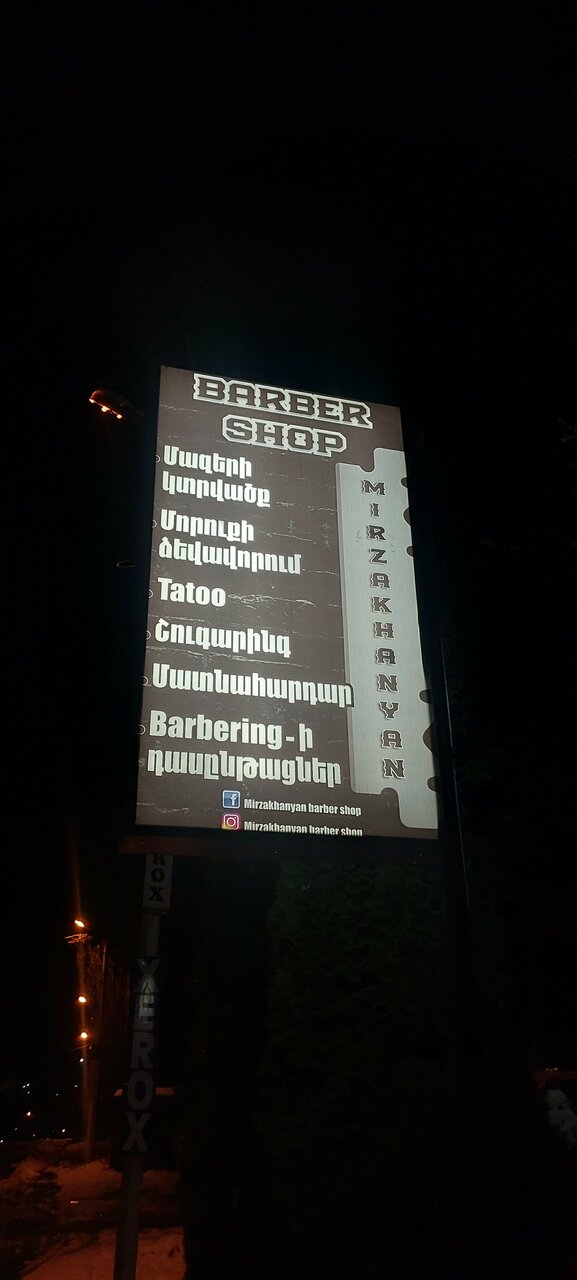 BARBER
SHOP
Մազերի
կտրվածք
Մորուքի
ձևավորում
Tatoo
Շուգարինգ
Մատնահարդար
Barbering - ի
դասընթացներ
MIRZAKHANYAN
Mirzakhanyan barber shop
Mirzakhanyan barber shop
ROX
XEROX